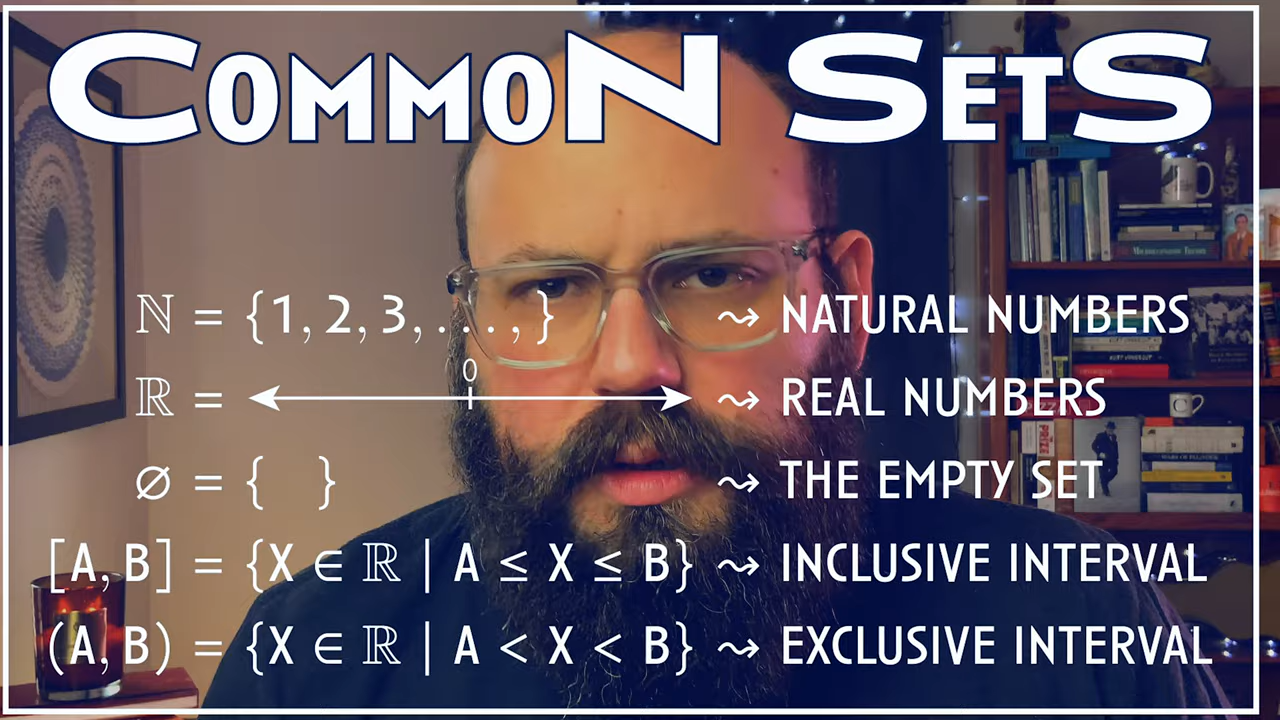 COMMON SETS
ℕ = {1, 2, 3, . . . , } ⇝ NATURAL NUMBERS
0
ℝ = ⇝ REAL NUMBERS
∅ = { } ⇝ THE EMPTY SET
[A, B] = {X ∈ ℝ | A ≤ X ≤ B} ⇝ INCLUSIVE INTERVAL
(A, B) = {X ∈ ℝ | A < X < B} ⇝ EXCLUSIVE INTERVAL